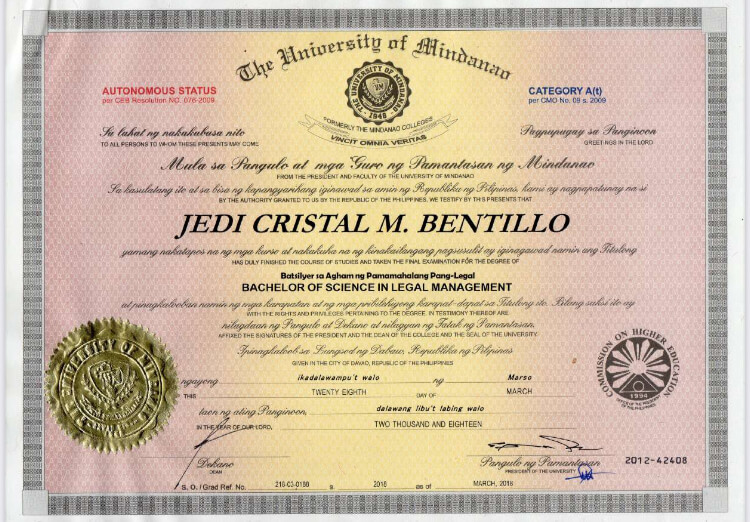 The University of Mindanao
THE UNIVERSITY OF MINDANAO
1946
FORMERLY THE MINDANAO COLLEGES
VINCIT OMNIA VERITAS
AUTONOMOUS STATUS
per CEB Resolution NO. 076-2009
CATEGORY A(t)
per CMO No. 09 s. 2009
Sa lahat ng nakakubasa nito
TO ALL PERSONS TO WHOM THESE PRESENTS MAY COME
Pagpupugay sa Panginoon
GREETINGS IN THE LORD
Mula sa Pangulo at mga Guro ng Pamantasan ng Mindanao
FROM THE PRESIDENT AND FACULTY OF THE UNIVERSITY OF MINDANAO
Sa kasulatang ito at sa bisa ng kapangyarihang iginawad sa amin ng Republika ng Pilipinas, kami ay nagpapatunay na si
BY THE AUTHORITY GRANTED TO US BY THE REPUBLIC OF THE PHILIPPINES, WE TESTIFY BY THIS PRESENTS THAT
JEDI CRISTAL M. BENTILLO
yamang nakatapos na ng mga kurso at nakakuha na ng kinakailangang pagsusulit ay iginagawad namin ang Titulong
HAS DULY FINISHED THE COURSE OF STUDIES AND TAKEN THE FINAL EXAMINATION FOR THE DEGREE OF
Batsilyer sa Agham ng Pamamahalang Pang-Legal
BACHELOR OF SCIENCE IN LEGAL MANAGEMENT
at pinagkalooban namin ng mga karapatan at ng mga pribilehiyong karapat-dapat sa Titulong ito. Bilang saksi ito ay
WITH THE RIGHTS AND PRIVILEGES PERTAINING TO THE DEGREE. IN TESTIMONY THEREOF ARE
nilagdaan ng Pangulo at Dekano at nilagyan ng Tatak ng Pamantasan.
AFFIXED THE SIGNATURES OF THE PRESIDENT AND THE DEAN OF THE COLLEGE AND THE SEAL OF THE UNIVERSITY.
Ipinagkaloob sa Lungsod ng Dabaw, Republika ng Pilipinas
GIVEN IN THE CITY OF DAVAO, REPUBLIC OF THE PHILIPPINES
ngayong ikadalawampu't walo ng Marso
THIS TWENTY EIGHTH DAY OF MARCH
taon ng ating Panginoon, dalawang libu't labing walo
IN THE YEAR OF OUR LORD, TWO THOUSAND AND EIGHTEEN
COMMISSION ON HIGHER EDUCATION
1994
OFFICE OF THE PRESIDENT
OF THE PHILIPPINES
Dekano
DEAN
Pangulo ng Pamantasan
PRESIDENT OF THE UNIVERSITY
2012-42408
S. O. / Grad Ref. No. 216-03-0188 s. 2018 as of MARCH, 2018